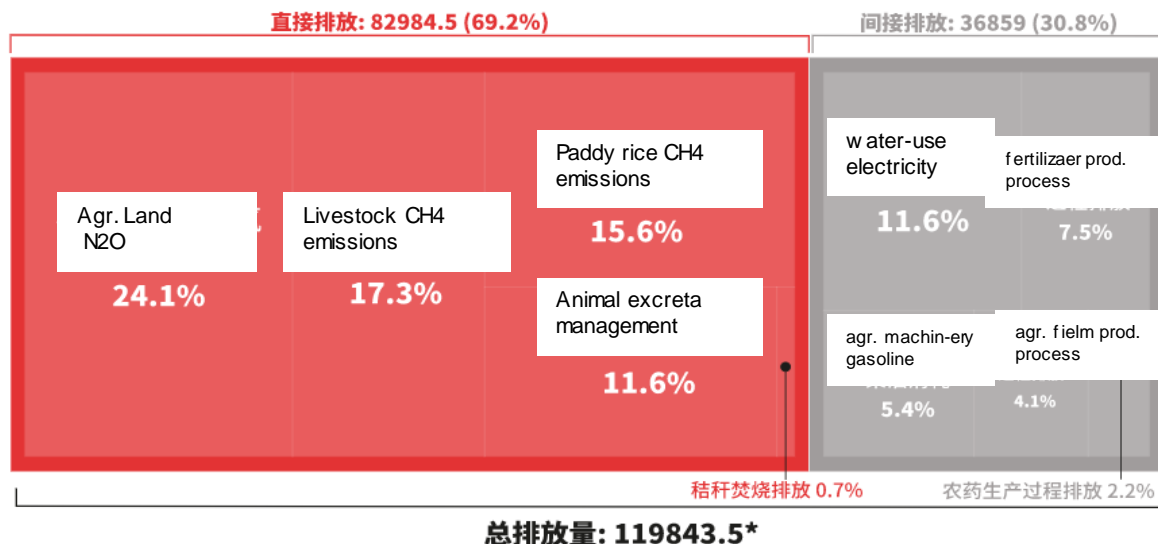 直接排放: 82984.5 (69.2%)
间接排放: 36859 (30.8%)
Agr. Land
N2O
24.1%
Livestock CH4
emissions
17.3%
Paddy rice CH4
emissions
15.6%
Animal excreta
management
11.6%
water-use
electricity
11.6%
fertilizaer prod.
process
7.5%
agr. machin-ery
gasoline
5.4%
agr. fielm prod.
process
4.1%
秸秆焚烧排放 0.7%
农药生产过程排放 2.2%
总排放量: 119843.5*